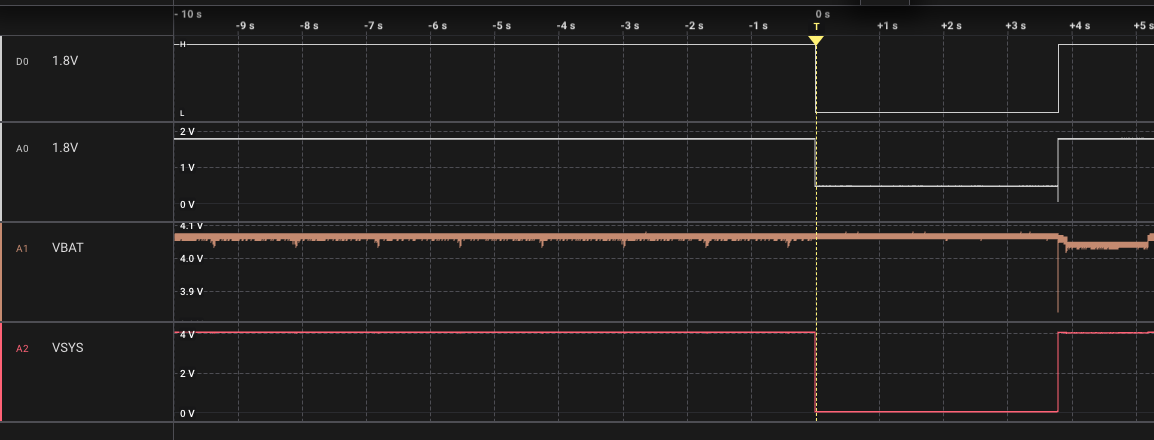 - 10 s
0 s
-9 s -8 s -7 s -6 s -5 s -4 s -3 s -2 s -1 s T +1 s +2 s +3 s +4 s +5 s
H
D0 1.8V
L
2 V
A0 1.8V
1 V
0 V
4.1 V
A1 VBAT
4.0 V
3.9 V
4 V
A2 VSYS
2 V
0 V